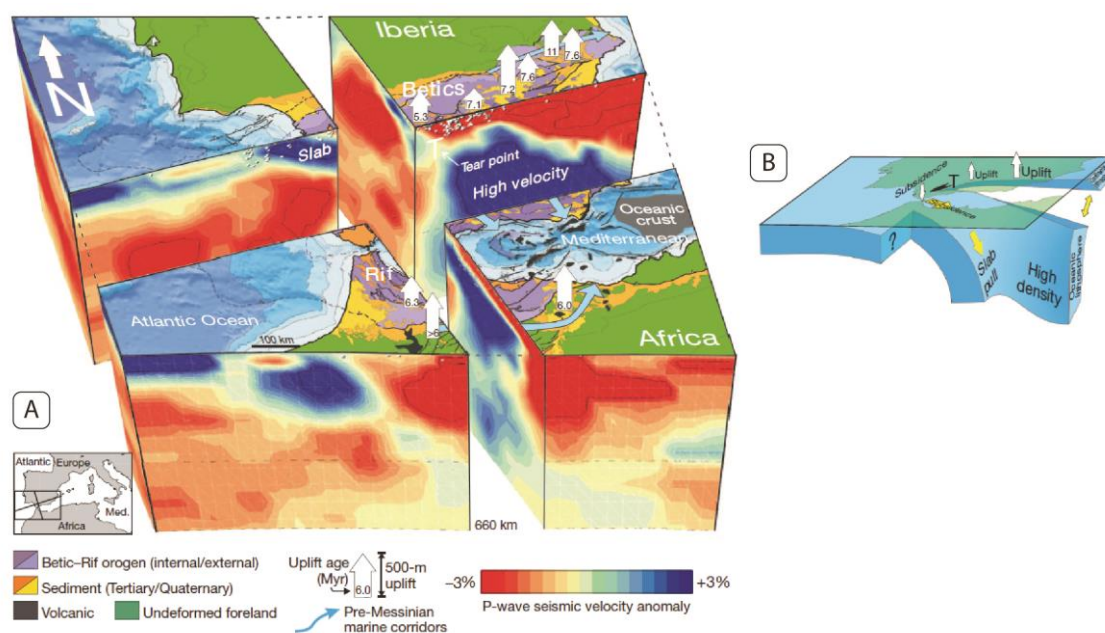 N
Iberia
Betics
11
7.6
7.6
7.2
7.1
5.3
Slab
T
Tear point
High velocity
Oceanic
crust
Mediterranean
Rif
6.3
>6
6.0
Atlantic Ocean
100 km
Africa
A
660 km
B
Subsidence
T
Uplift
Uplift
Subsidence
?
Slab
pull
High
density
Oceanic
lithosphere
Atlantic
Europe
Med.
Africa
Betic–Rif orogen (internal/external)
Sediment (Tertiary/Quaternary)
Volcanic
Undeformed foreland
Uplift age
(Myr)
6.0
500-m
uplift
Pre-Messinian
marine corridors
–3%
+3%
P-wave seismic velocity anomaly